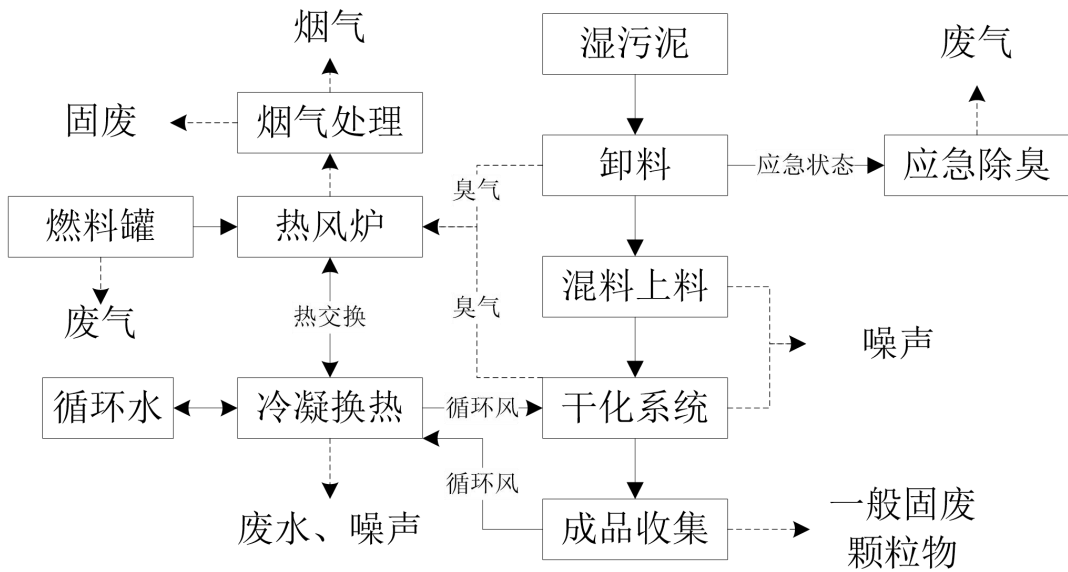 烟气
湿污泥
废气
固废
烟气处理
卸料
应急状态
应急除臭
臭气
燃料罐
热风炉
混料上料
废气
热交换
臭气
噪声
循环水
冷凝换热
循环风
干化系统
循环风
废水、噪声
成品收集
一般固废
颗粒物